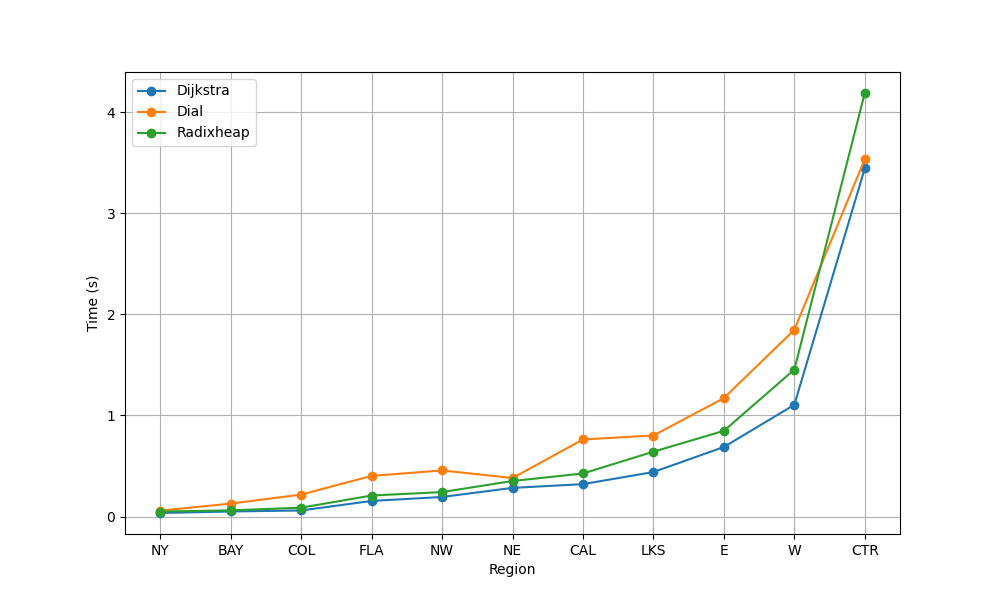 Dijkstra
Dial
Radixheap
4
3
2
1
0
Time (s)
NY BAY COL FLA NW NE CAL LKS E W CTR
Region